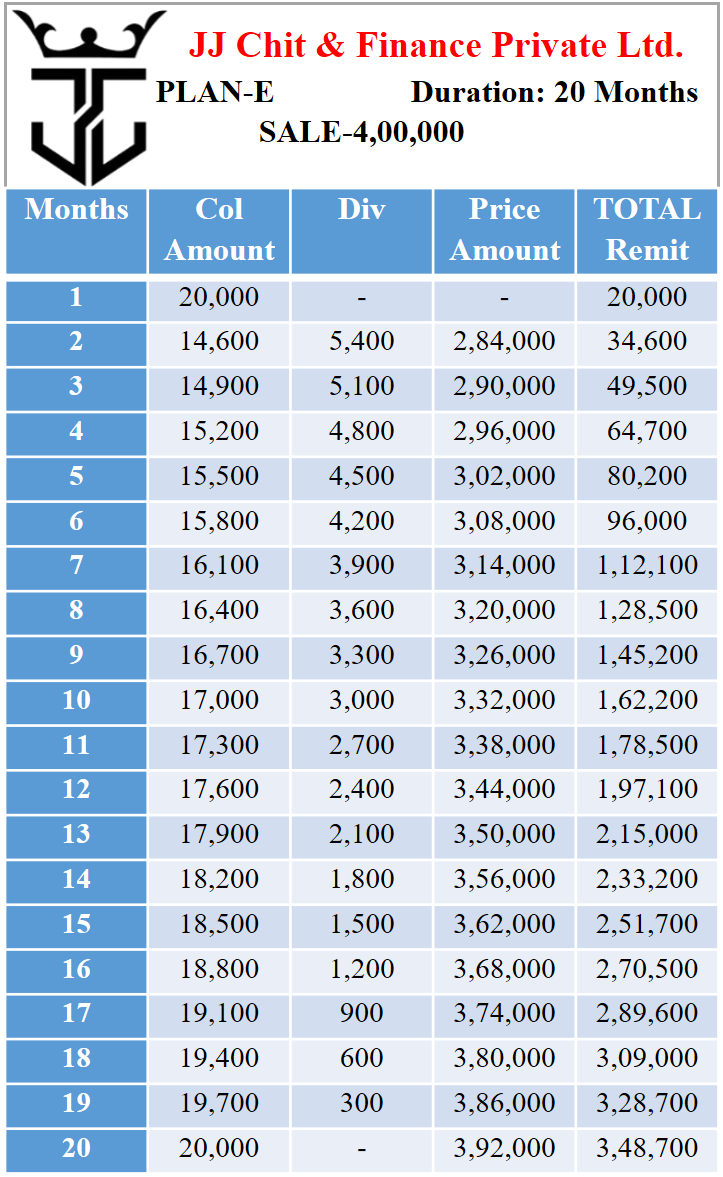 JJ Chit & Finance Private Ltd.
PLAN-E Duration: 20 Months
SALE-4,00,000
Months Col Amount Div Price Amount TOTAL Remit
1 20,000 - - 20,000
2 14,600 5,400 2,84,000 34,600
3 14,900 5,100 2,90,000 49,500
4 15,200 4,800 2,96,000 64,700
5 15,500 4,500 3,02,000 80,200
6 15,800 4,200 3,08,000 96,000
7 16,100 3,900 3,14,000 1,12,100
8 16,400 3,600 3,20,000 1,28,500
9 16,700 3,300 3,26,000 1,45,200
10 17,000 3,000 3,32,000 1,62,200
11 17,300 2,700 3,38,000 1,78,500
12 17,600 2,400 3,44,000 1,97,100
13 17,900 2,100 3,50,000 2,15,000
14 18,200 1,800 3,56,000 2,33,200
15 18,500 1,500 3,62,000 2,51,700
16 18,800 1,200 3,68,000 2,70,500
17 19,100 900 3,74,000 2,89,600
18 19,400 600 3,80,000 3,09,000
19 19,700 300 3,86,000 3,28,700
20 20,000 - 3,92,000 3,48,700